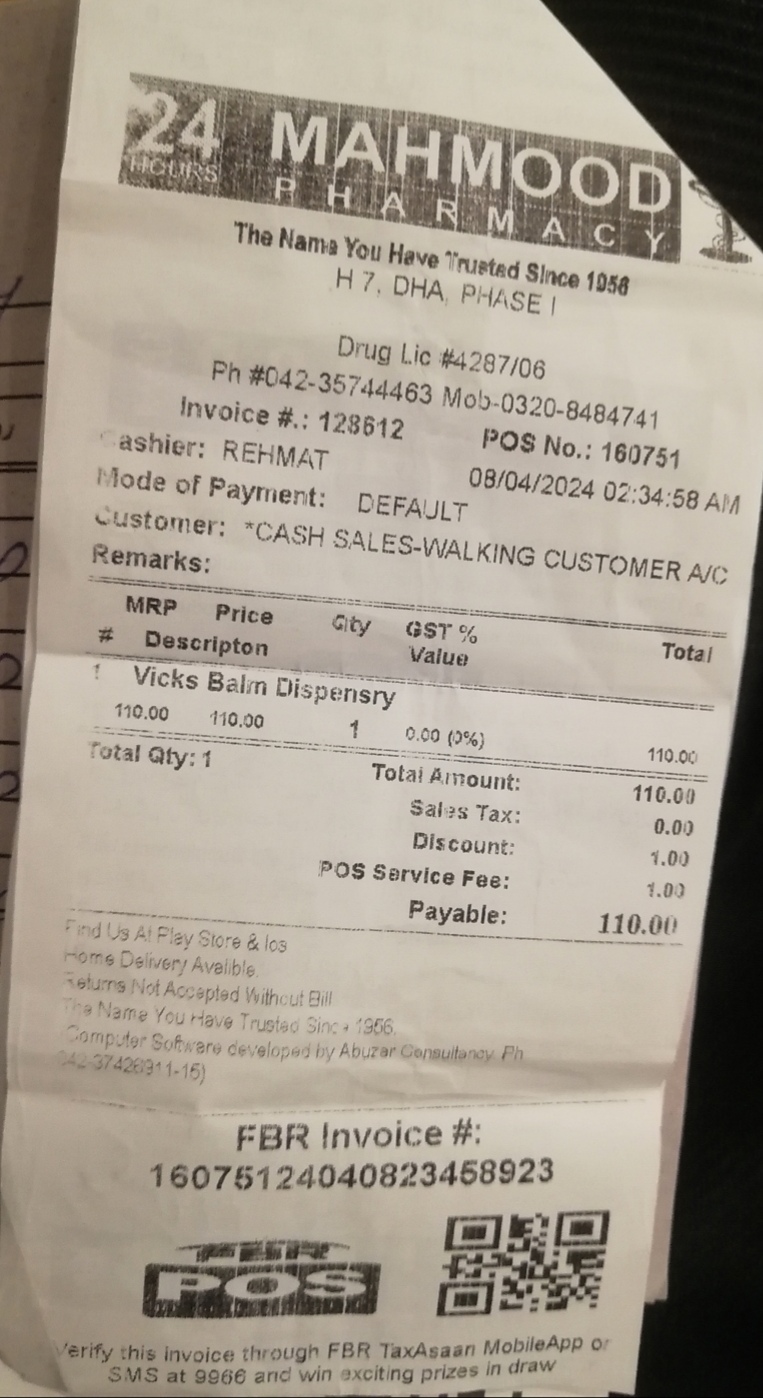 24 HOURS MAHMOOD
PHARMACY
The Name You Have Trusted Since 1956
H 7, DHA, PHASE I
Drug Lic #4287/06
Ph #042-35744463 Mob-0320-8484741
Invoice #.: 128612 POS No.: 160751
Cashier: REHMAT 08/04/2024 02:34:58 AM
Mode of Payment: DEFAULT
Customer: *CASH SALES-WALKING CUSTOMER A/C
Remarks:
MRP Price Qty GST % Total
# Descripton Value
1 Vicks Balm Dispensry
110.00 110.00 1 0.00 (0%) 110.00
Total Qty: 1 Total Amount: 110.00
Sales Tax: 0.00
Discount: 1.00
POS Service Fee: 1.00
Payable: 110.00
Find Us At Play Store & Ios
Home Delivery Avalible.
Returns Not Accepted Without Bill
The Name You Have Trusted Since 1956.
Computer Software developed by Abuzar Consultancy Ph
FBR Invoice #:
16075124040823458923
FBR
POS
Verify this invoice through FBR TaxAsaan MobileApp or
SMS at 9966 and win exciting prizes in draw